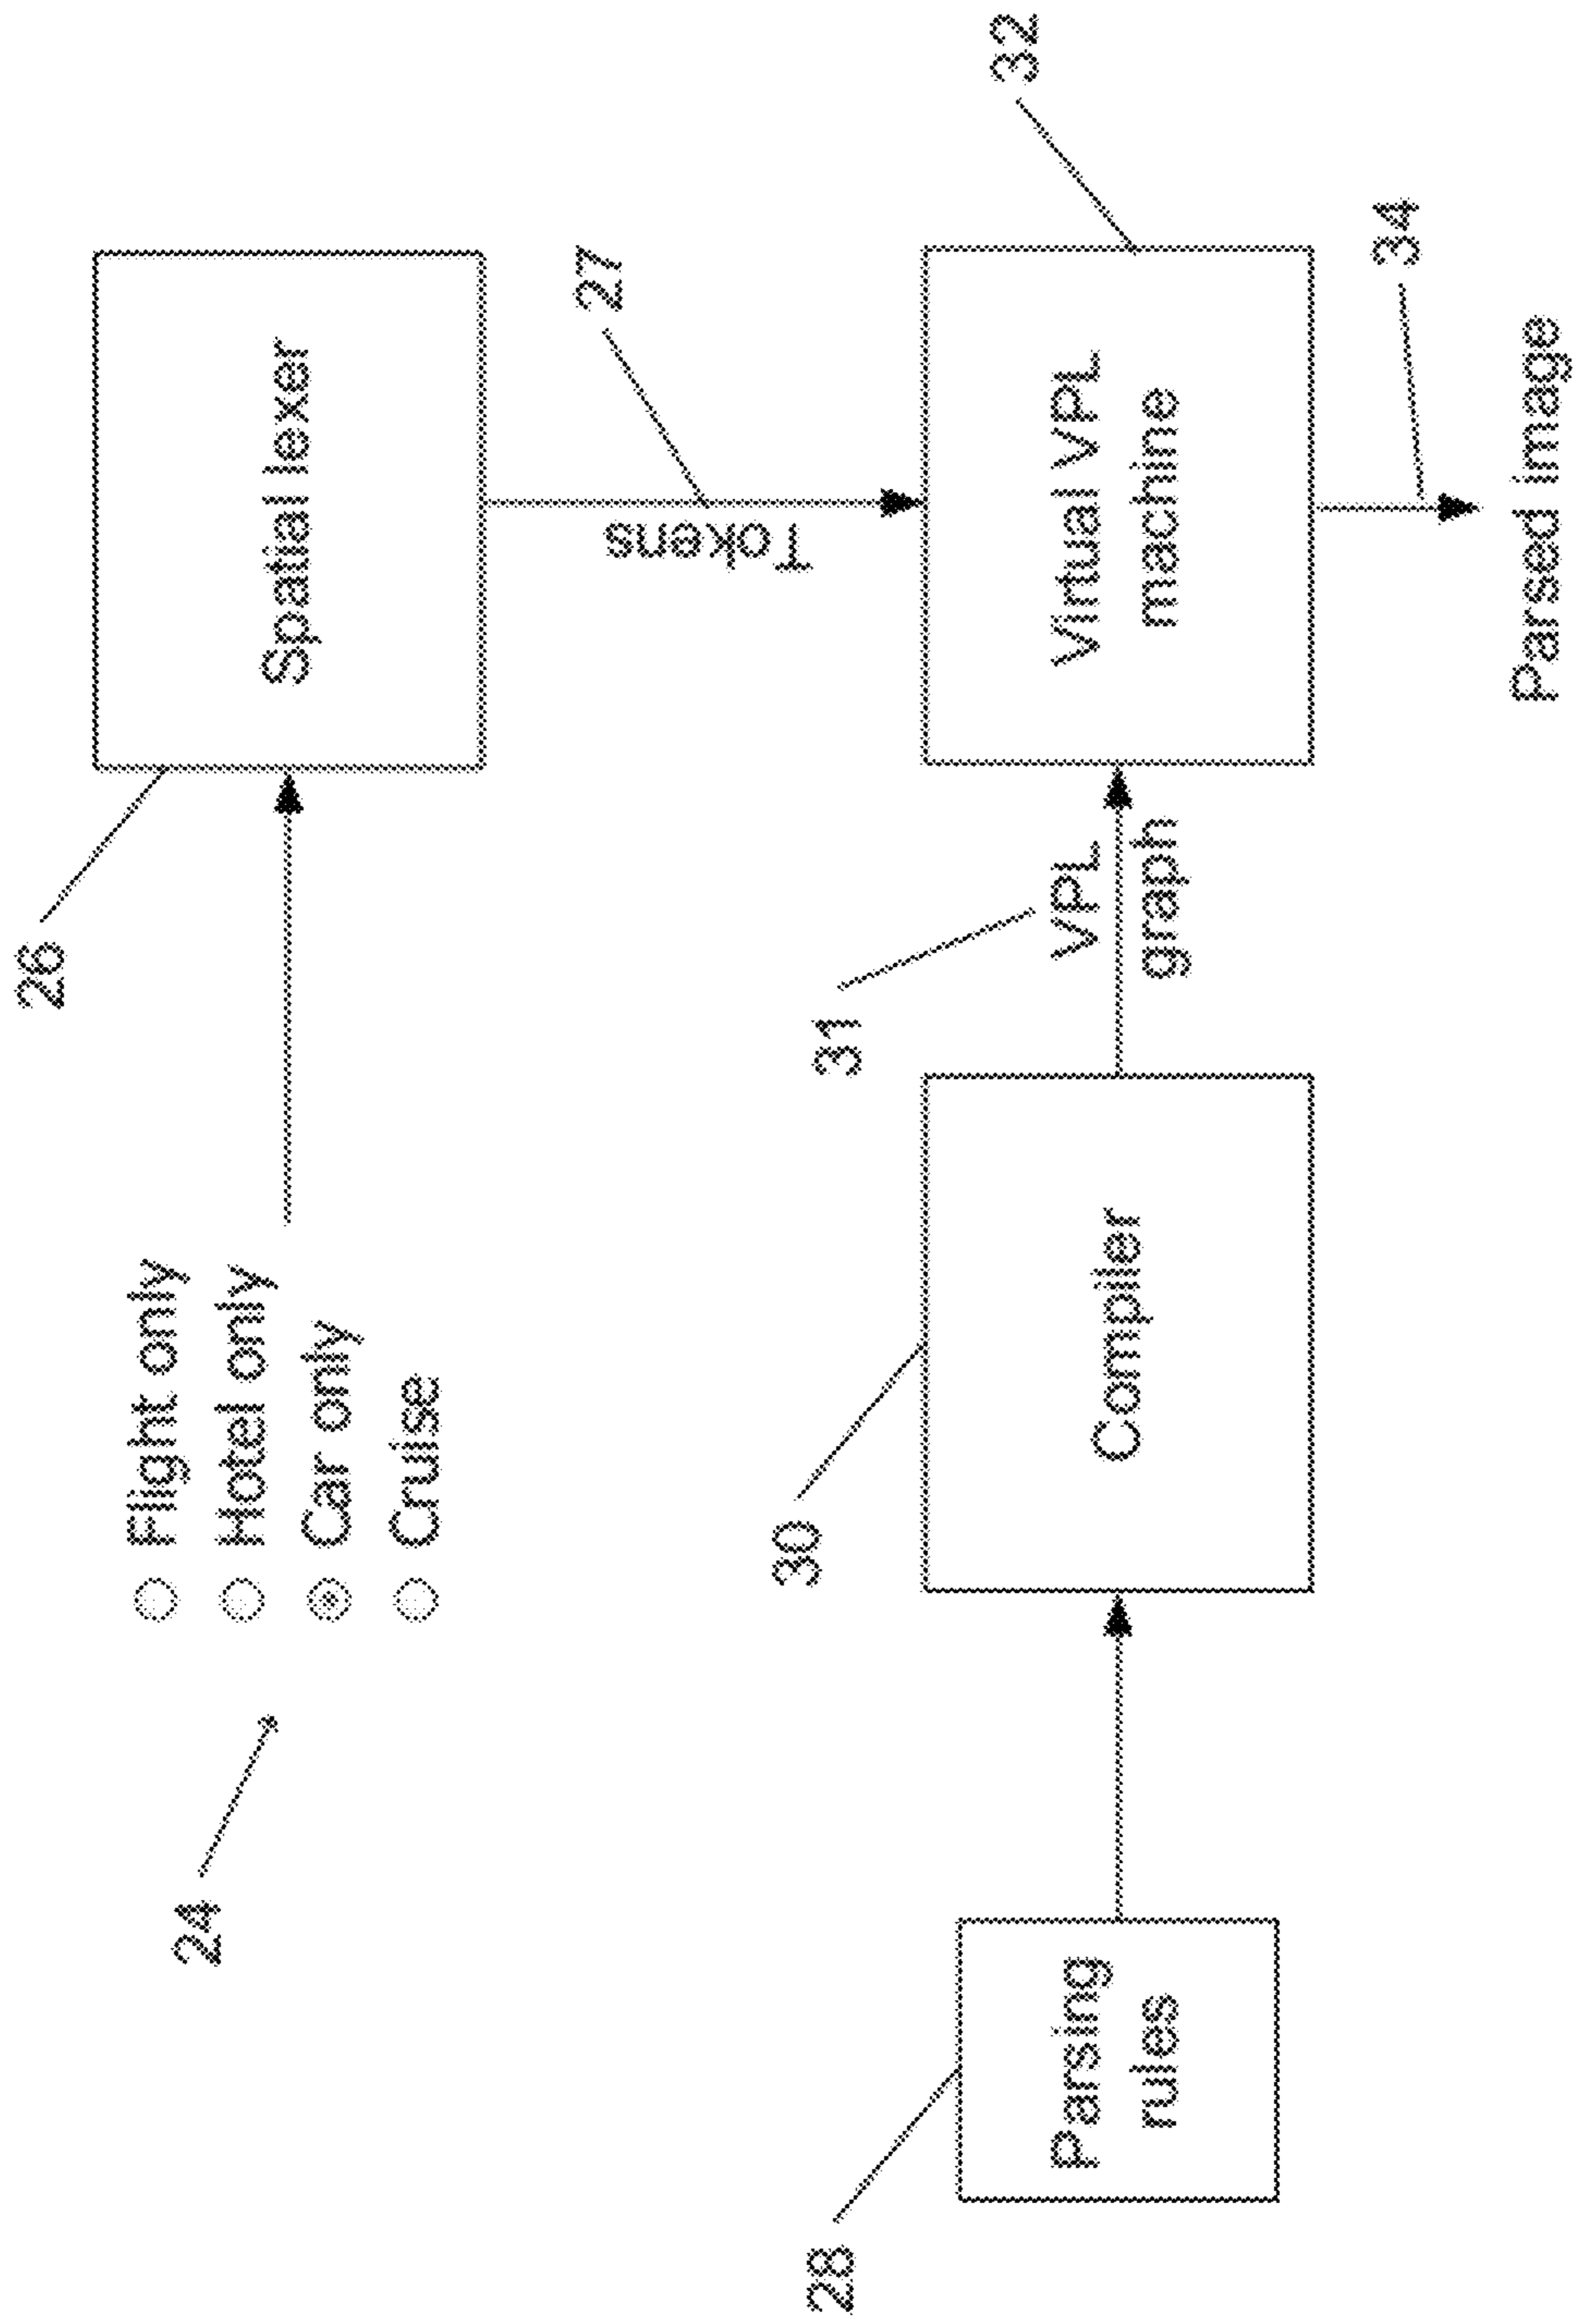 24
Flight only
Hotel only
Car only
Cruise
26
Spatial lexer
Tokens
27
28
Parsing
rules
30
Compiler
31
VPL
graph
Virtual VPL
machine
32
34
Parsed image